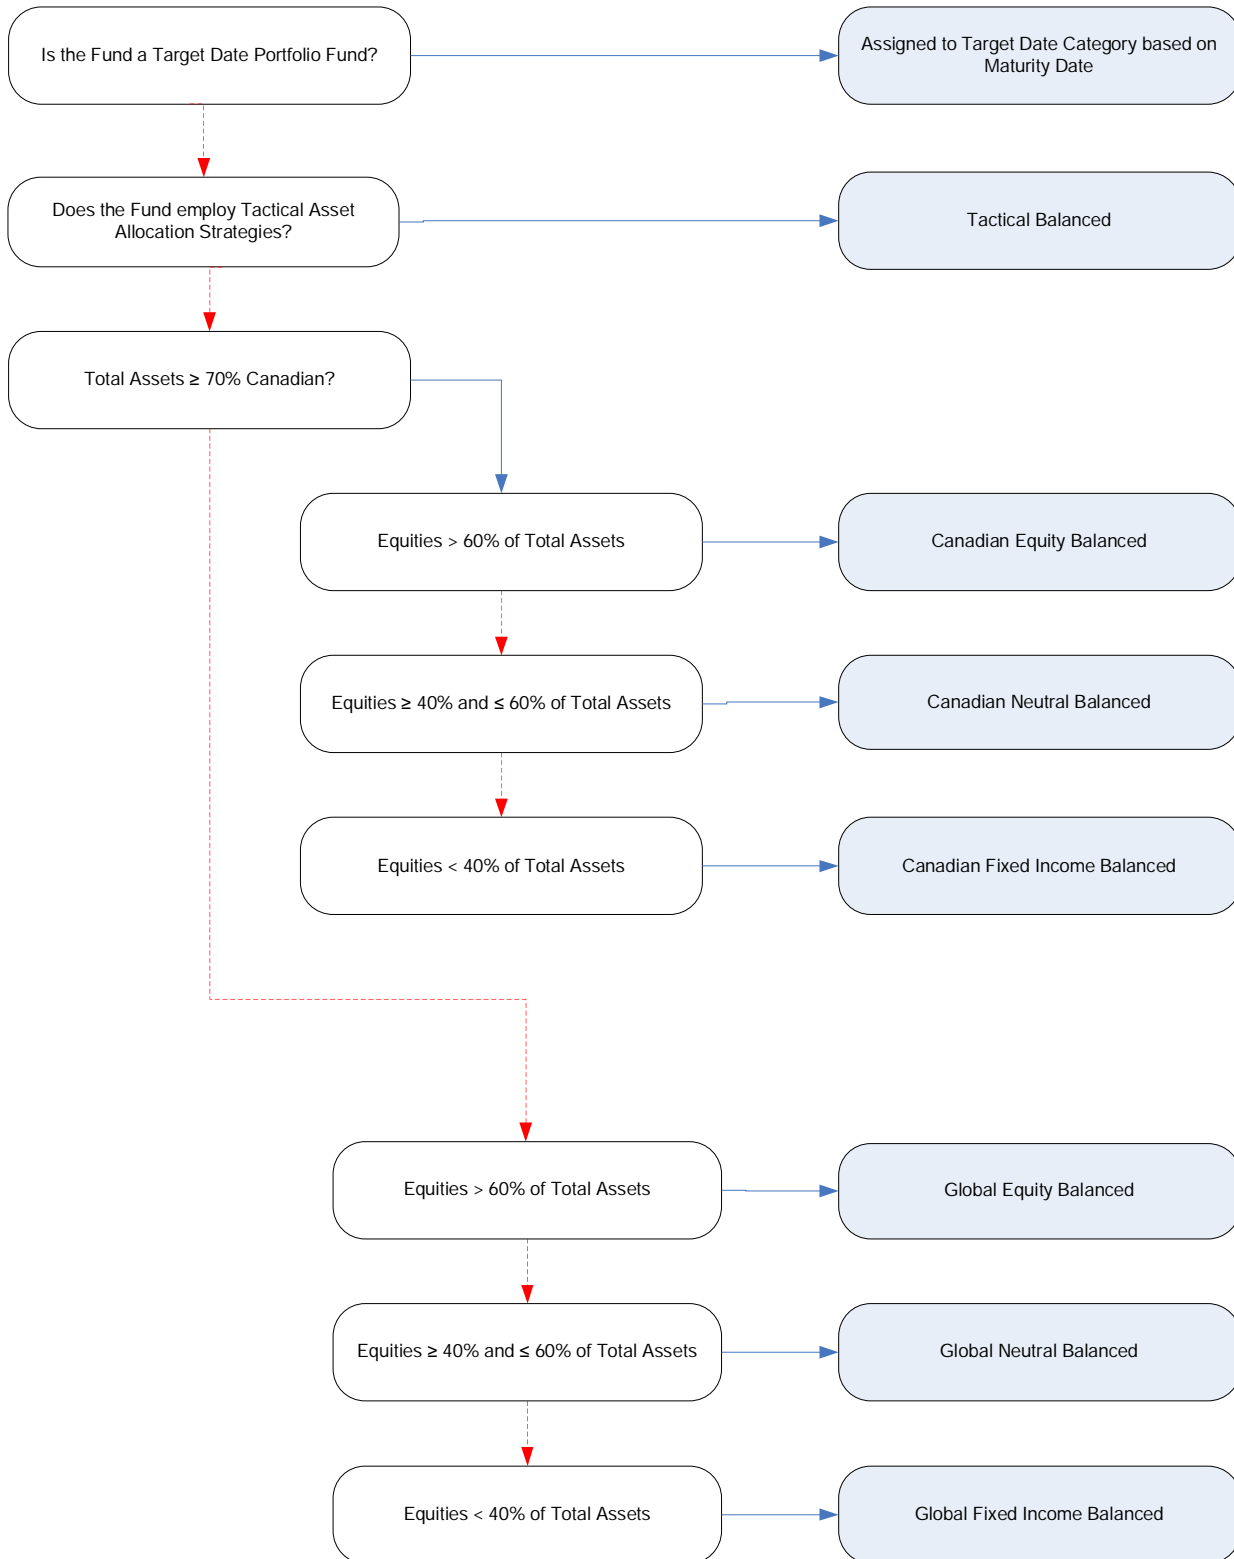 Is the Fund a Target Date Portfolio Fund?
Assigned to Target Date Category based on
Maturity Date
Does the Fund employ Tactical Asset
Allocation Strategies?
Tactical Balanced
Total Assets ≥ 70% Canadian?
Equities > 60% of Total Assets
Canadian Equity Balanced
Equities ≥ 40% and ≤ 60% of Total Assets
Canadian Neutral Balanced
Equities < 40% of Total Assets
Canadian Fixed Income Balanced
Equities > 60% of Total Assets
Global Equity Balanced
Equities ≥ 40% and ≤ 60% of Total Assets
Global Neutral Balanced
Equities < 40% of Total Assets
Global Fixed Income Balanced